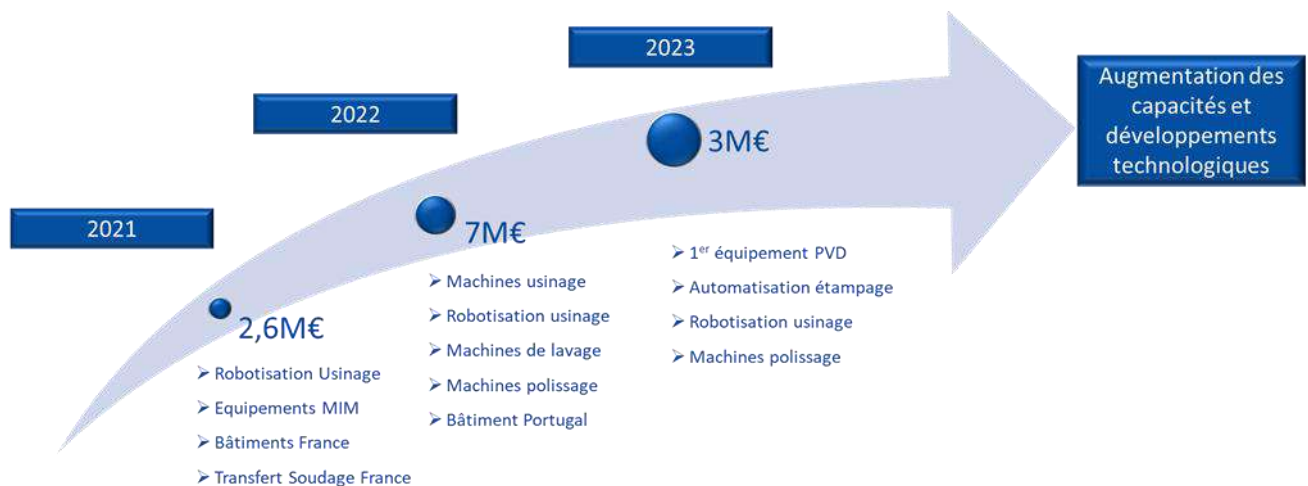 2021
2,6M€
➢ Robotisation Usinage
➢ Equipements MIM
➢ Bâtiments France
➢ Transfert Soudage France
2022
7M€
➢ Machines usinage
➢ Robotisation usinage
➢ Machines de lavage
➢ Machines polissage
➢ Bâtiment Portugal
2023
3M€
➢ 1er équipement PVD
➢ Automatisation étampage
➢ Robotisation usinage
➢ Machines polissage
Augmentation des
capacités et
développements
technologiques